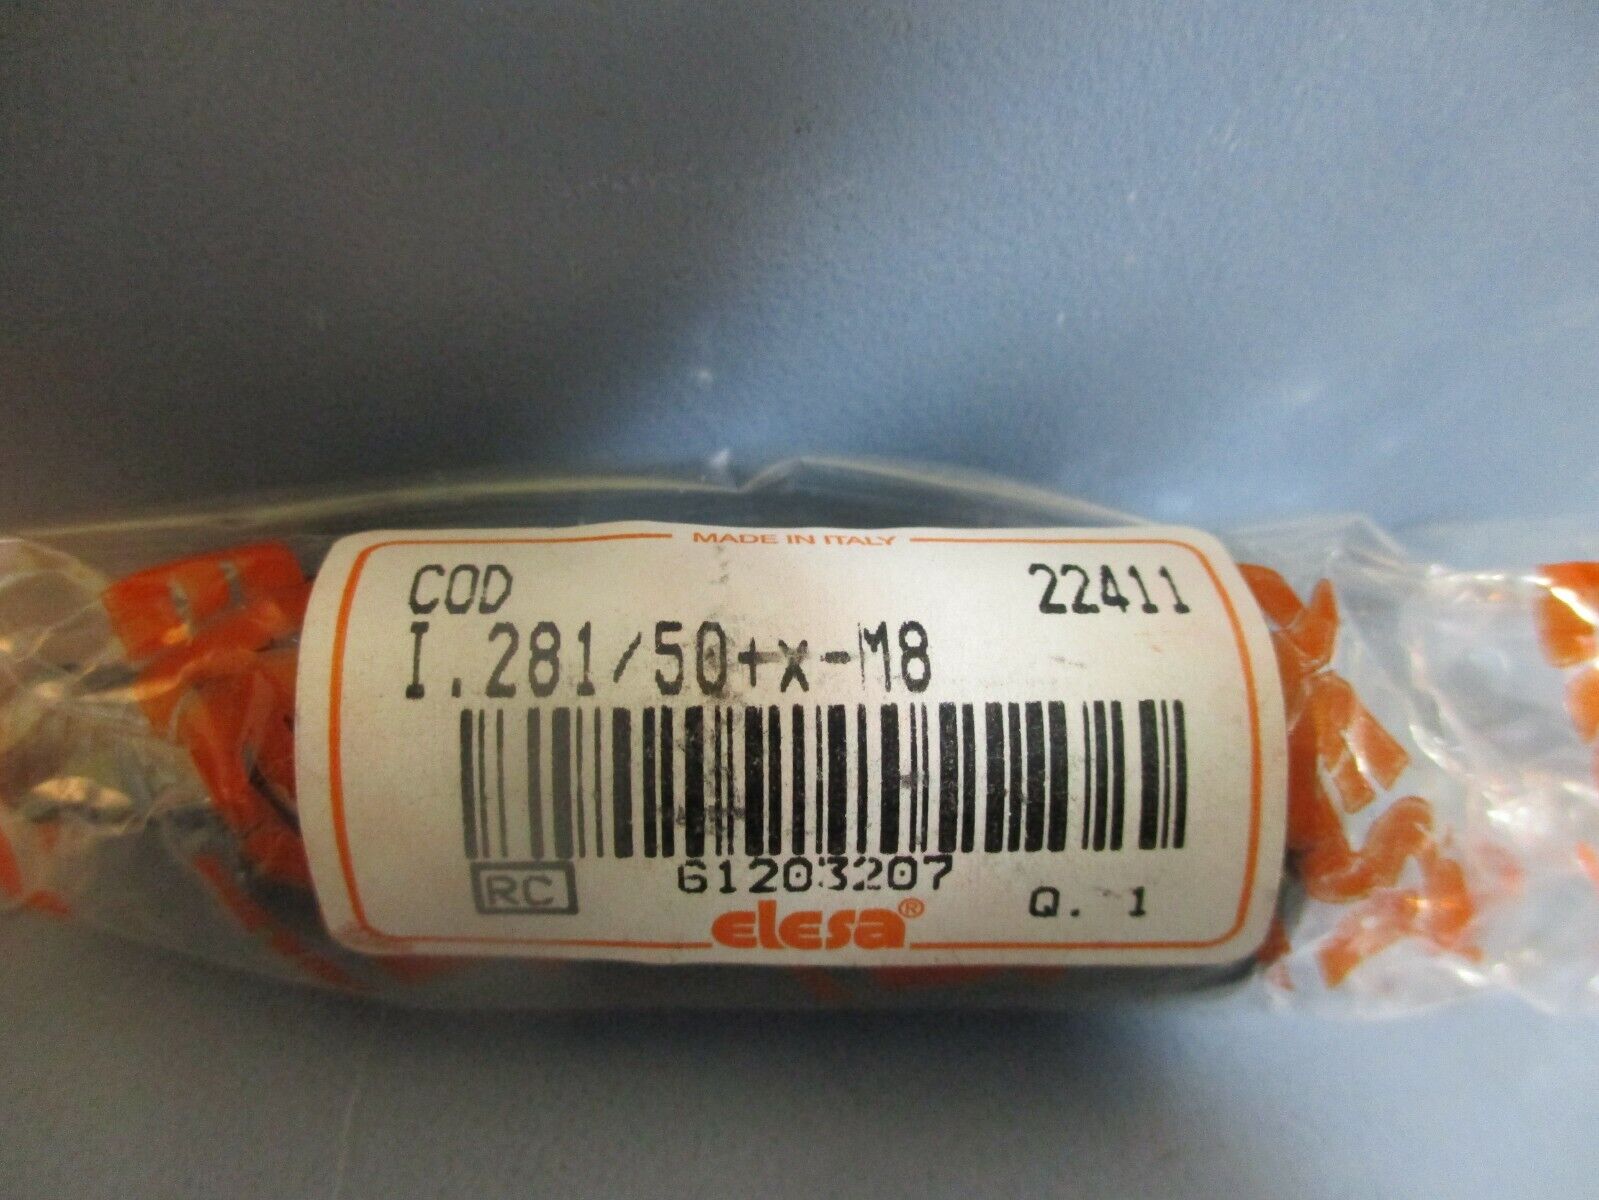 MADE IN ITALY
COD 22411
I.281/50+x-M8
61203207
RC
elesa®
Q. 1